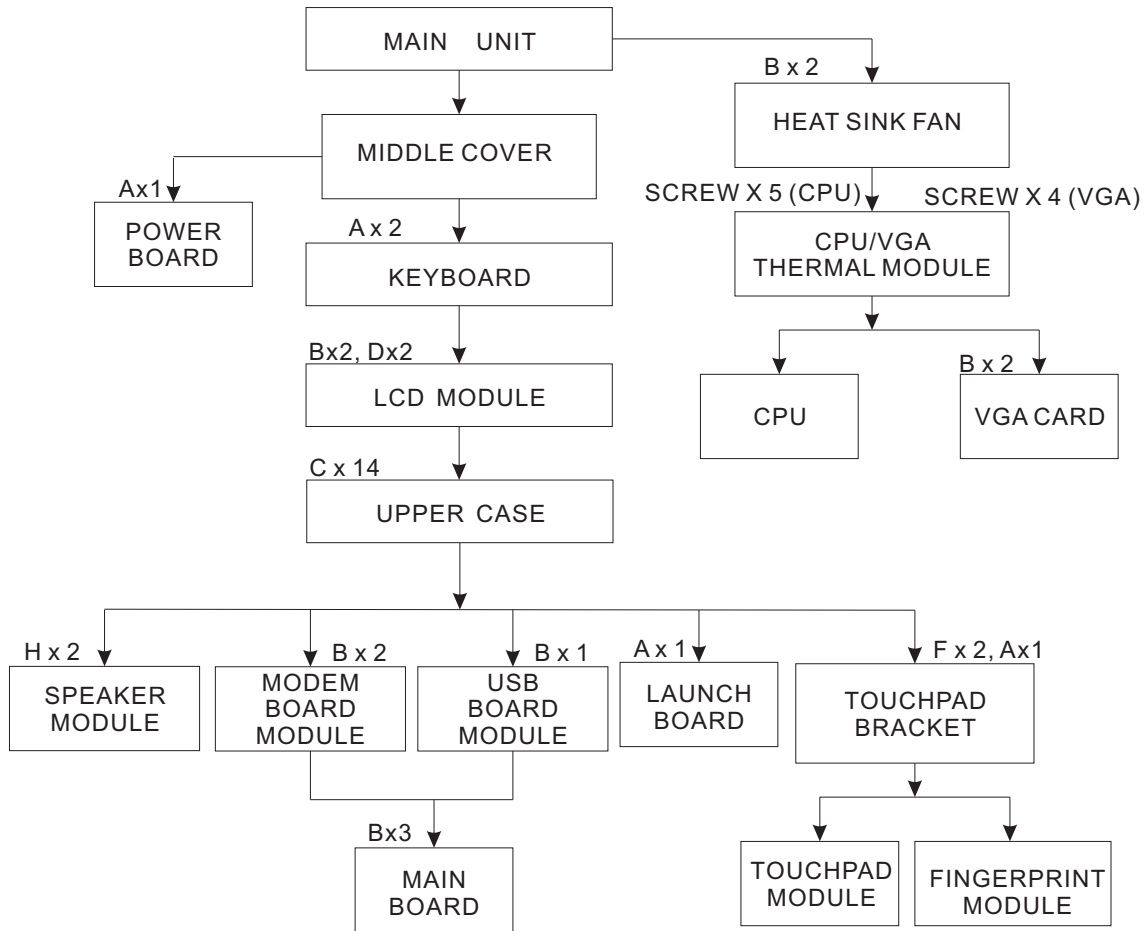 MAIN UNIT
B x 2
HEAT SINK FAN
MIDDLE COVER
Ax1
SCREW X 5 (CPU)
SCREW X 4 (VGA)
POWER
BOARD
A x 2
CPU/VGA
THERMAL MODULE
KEYBOARD
Bx2, Dx2
B x 2
LCD MODULE
CPU
VGA CARD
C x 14
UPPER CASE
H x 2
B x 2
B x 1
A x 1
F x 2, Ax1
SPEAKER
MODULE
MODEM
BOARD
MODULE
USB
BOARD
MODULE
LAUNCH
BOARD
TOUCHPAD
BRACKET
Bx3
MAIN
BOARD
TOUCHPAD
MODULE
FINGERPRINT
MODULE